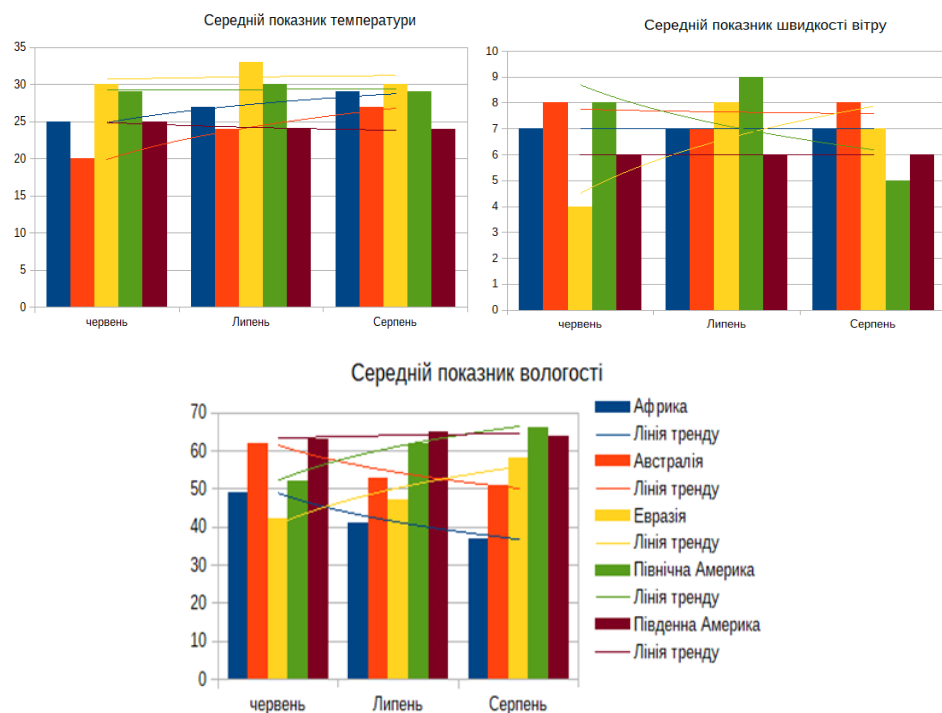 Середній показник температури
35
30
25
20
15
10
5
0
червень Липень Серпень
Середній показник швидкості вітру
10
9
8
7
6
5
4
3
2
1
0
червень Липень Серпень
Середній показник вологості
70
60
50
40
30
20
10
0
червень Липень Серпень
Африка
Лінія тренду
Австралія
Лінія тренду
Евразія
Лінія тренду
Північна Америка
Лінія тренду
Південна Америка
Лінія тренду